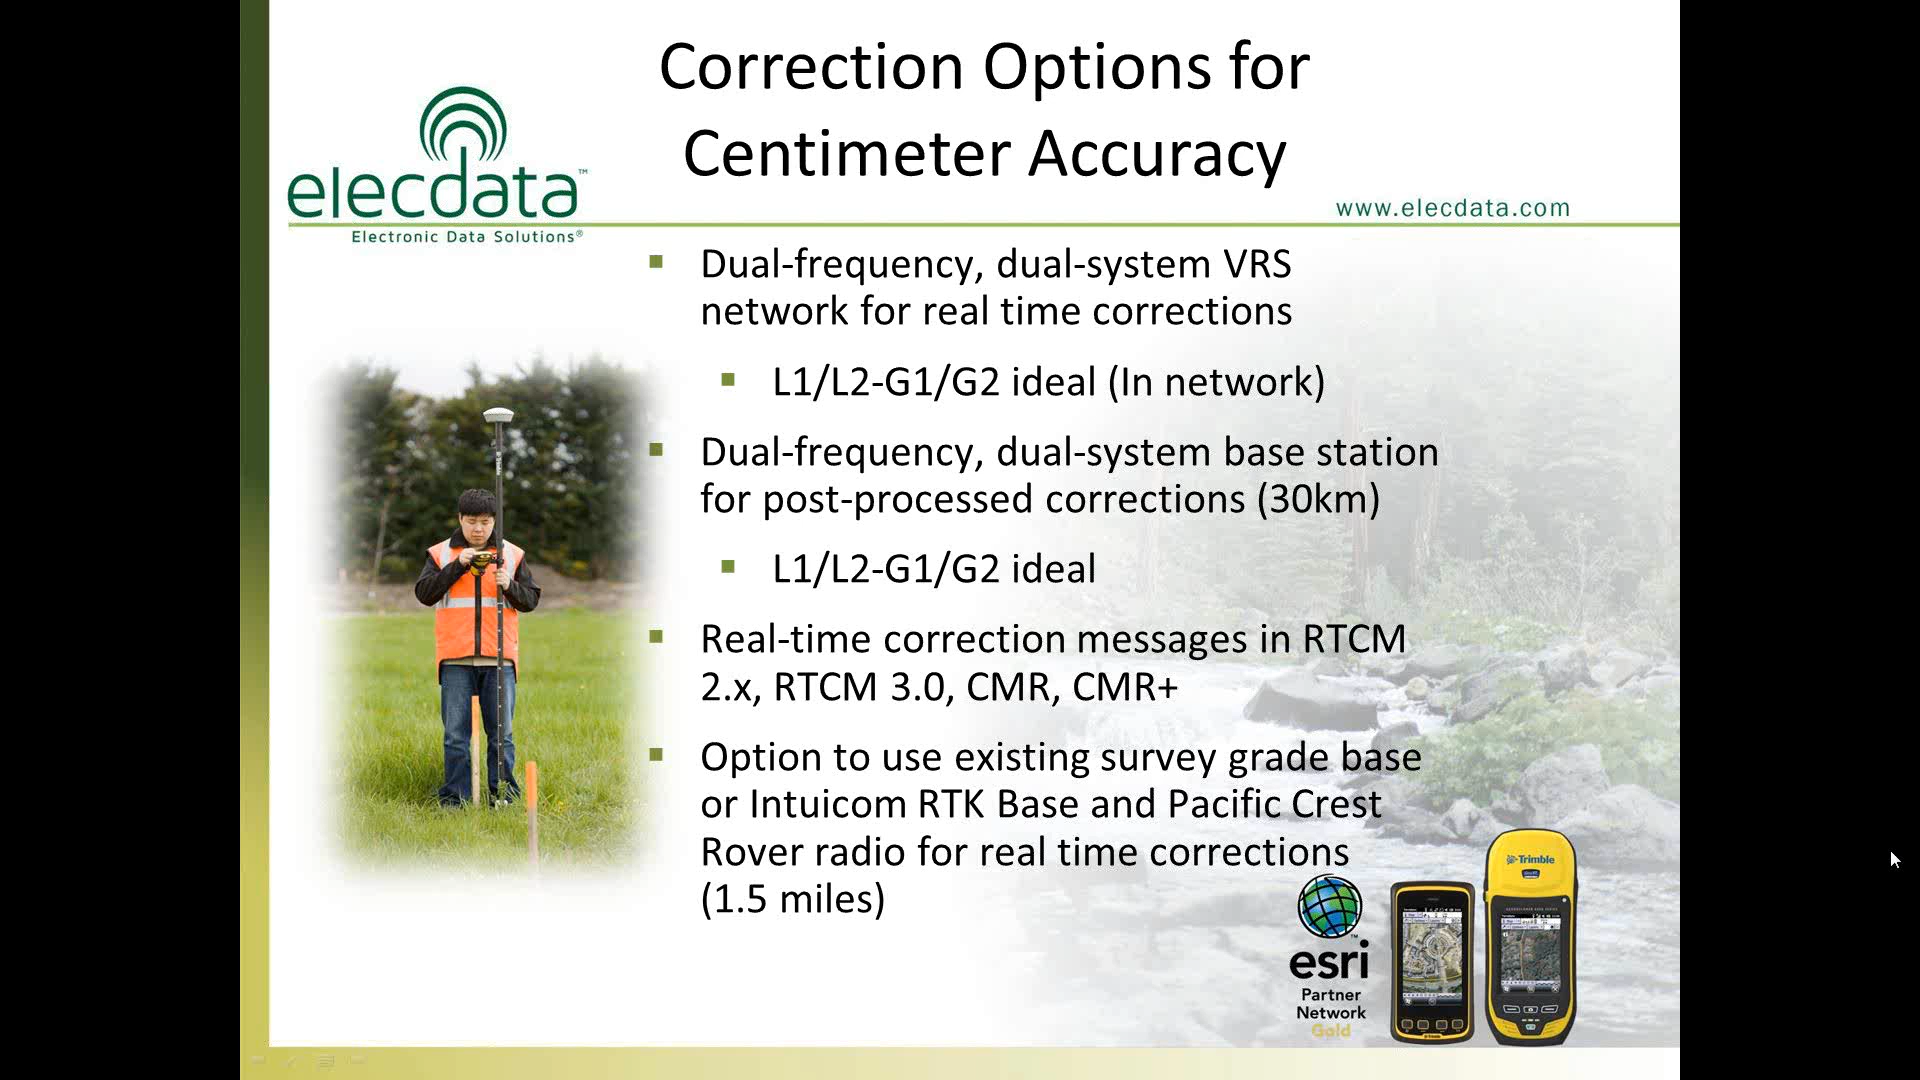 Correction Options for
Centimeter Accuracy
elecdata™
Electronic Data Solutions®
www.elecdata.com
Dual-frequency, dual-system VRS
network for real time corrections
L1/L2-G1/G2 ideal (In network)
Dual-frequency, dual-system base station
for post-processed corrections (30km)
L1/L2-G1/G2 ideal
Real-time correction messages in RTCM
2.x, RTCM 3.0, CMR, CMR+
Option to use existing survey grade base
or Intuicom RTK Base and Pacific Crest
Rover radio for real time corrections
(1.5 miles)
esri™
Partner
Network
Gold
Trimble